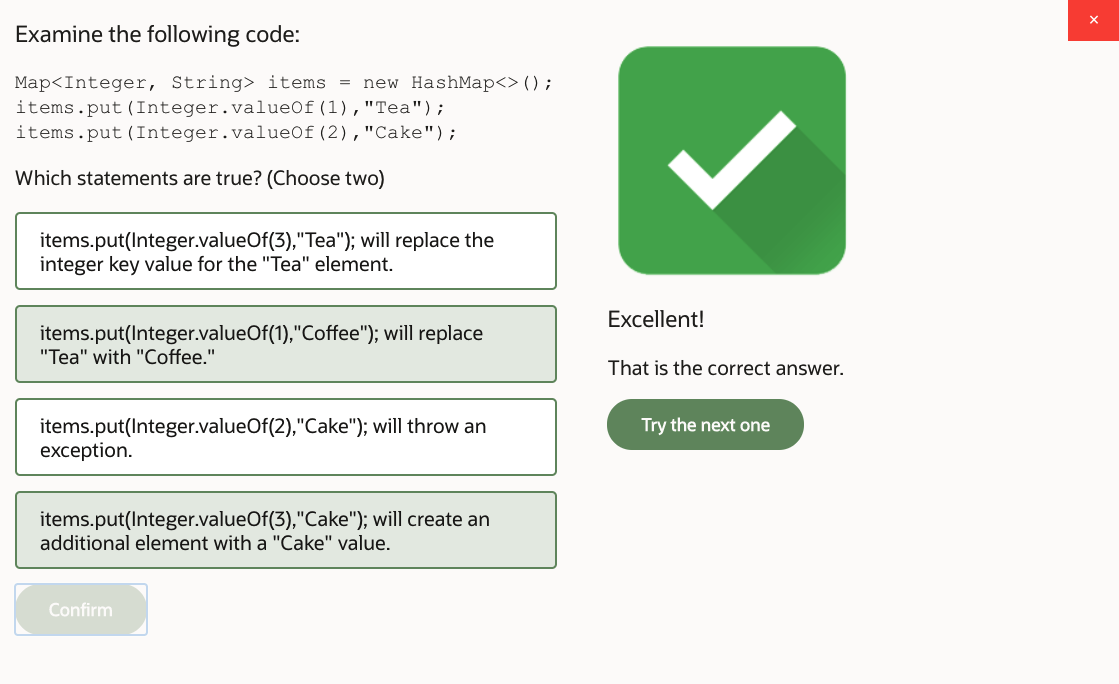 Examine the following code:
Map<Integer, String> items = new HashMap<>();
items.put(Integer.valueOf(1),"Tea");
items.put(Integer.valueOf(2),"Cake");
Which statements are true? (Choose two)
items.put(Integer.valueOf(3),"Tea"); will replace the
integer key value for the "Tea" element.
items.put(Integer.valueOf(1),"Coffee"); will replace
"Tea" with "Coffee."
items.put(Integer.valueOf(2),"Cake"); will throw an
exception.
items.put(Integer.valueOf(3),"Cake"); will create an
additional element with a "Cake" value.
Confirm
×
Excellent!
That is the correct answer.
Try the next one